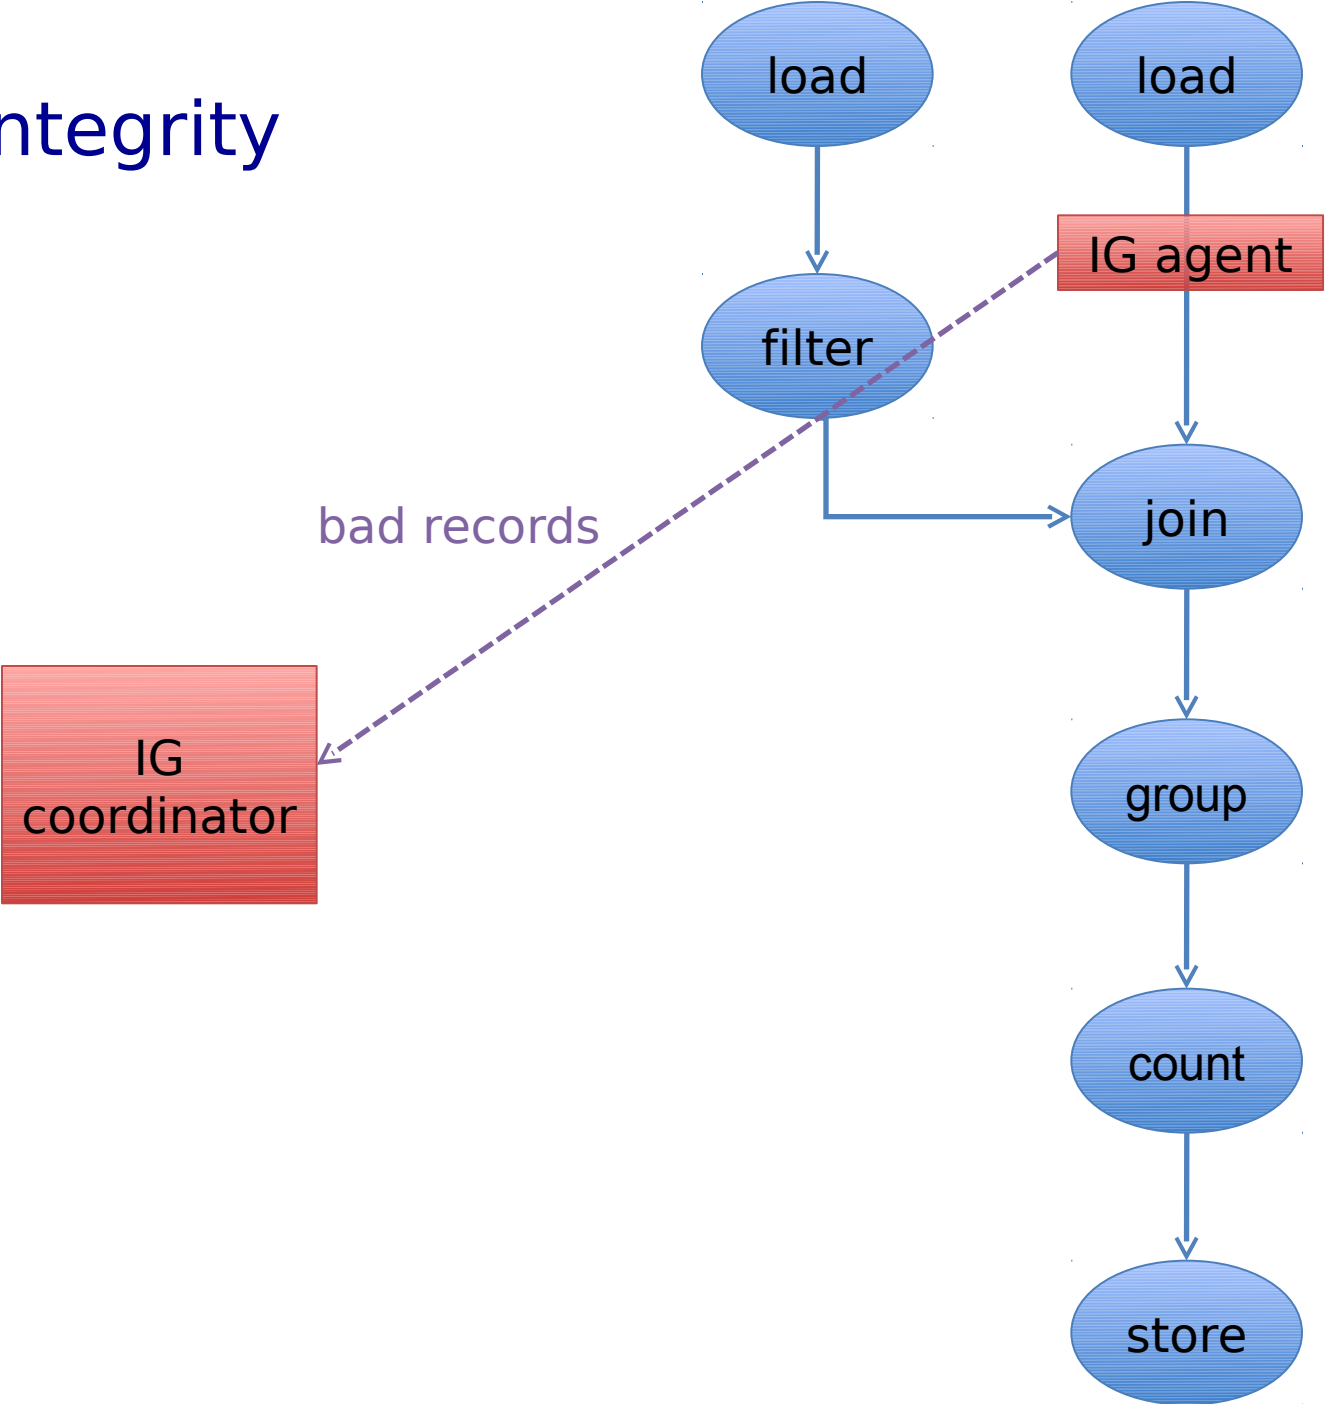 ntegrity
load
load
IG agent
filter
bad records
join
IG
coordinator
group
count
store